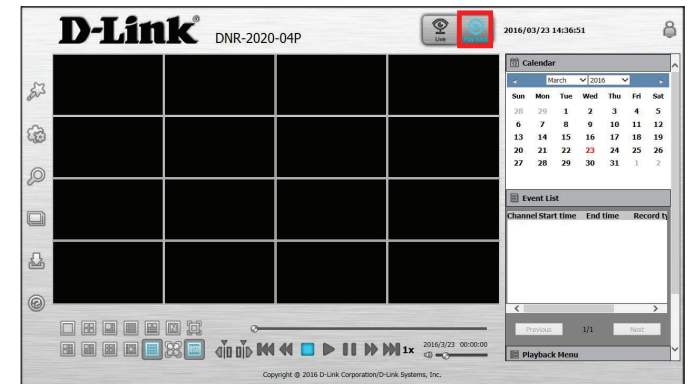 D-Link®
DNR-2020-04P
Live
Playback
2016/03/23 14:36:51
Calendar
March 2016
Sun Mon Tue Wed Thu Fri Sat
28 29 1 2 3 4 5
6 7 8 9 10 11 12
13 14 15 16 17 18 19
20 21 22 23 24 25 26
27 28 29 30 31 1 2
Event List
Channel Start time End time Record ty
Previous 1/1 Next
Playback Menu
N
1x
2016/3/23 00:00:00
Copyright @ 2016 D-Link Corporation/D-Link Systems, Inc.